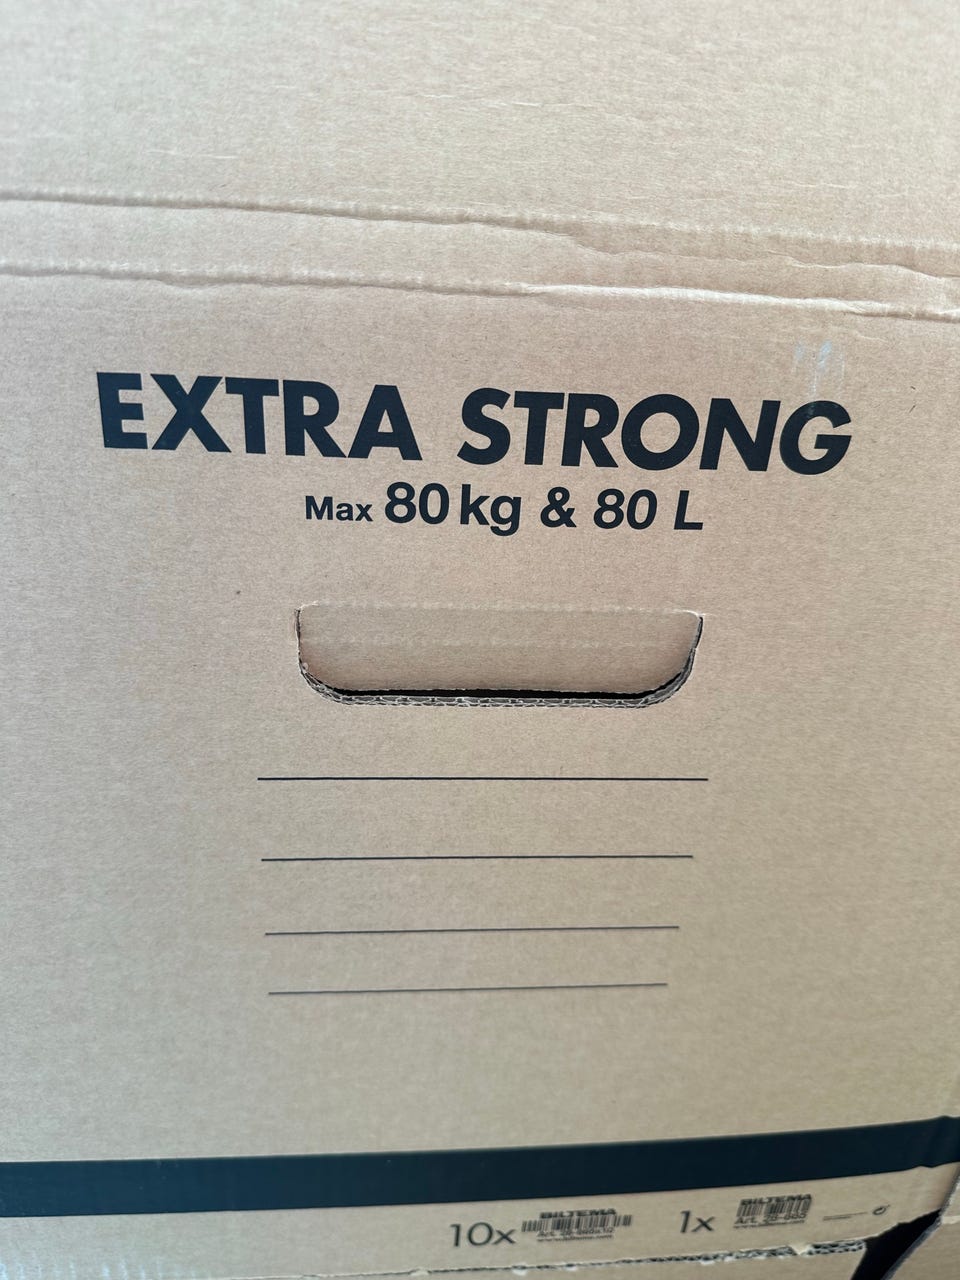 EXTRA STRONG
Max 80 kg & 80 L
10x BILTEMA 1x BILTEMA